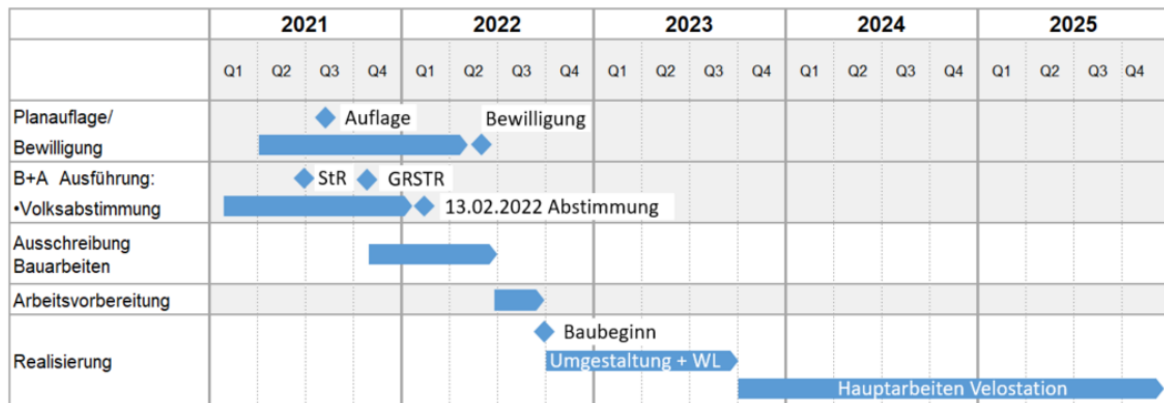 2021 2022 2023 2024 2025
Q1 Q2 Q3 Q4 Q1 Q2 Q3 Q4 Q1 Q2 Q3 Q4 Q1 Q2 Q3 Q4 Q1 Q2 Q3 Q4
Planauflage/ Auflage Bewilligung
Bewilligung
B+A Ausführung: StR GRSTR
•Volksabstimmung 13.02.2022 Abstimmung
Ausschreibung
Bauarbeiten
Arbeitsvorbereitung
Baubeginn
Realisierung Umgestaltung + WL
Hauptarbeiten Velostation